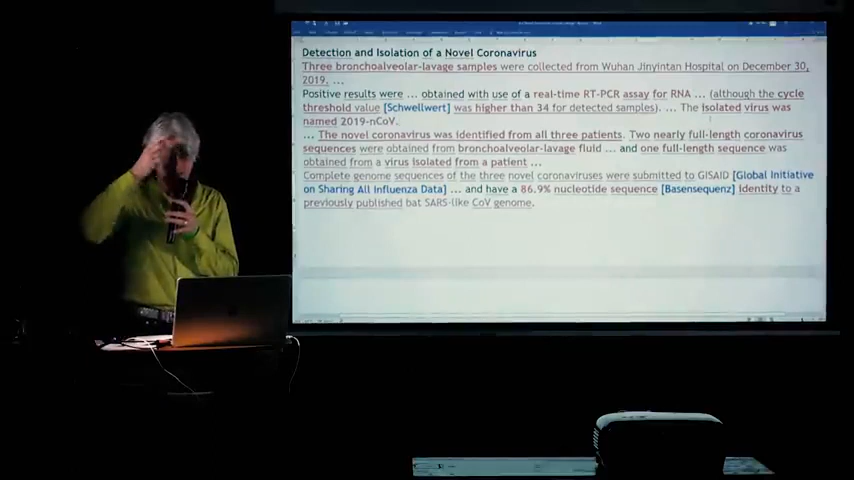 Detection and Isolation of a Novel Coronavirus
Three bronchoalveolar-lavage samples were collected from Wuhan Jinyintan Hospital on December 30,
2019. ...
Positive results were ... obtained with use of a real-time RT-PCR assay for RNA ... (although the cycle
threshold value [Schwellwert] was higher than 34 for detected samples). ... The isolated virus was
named 2019-nCoV.
... The novel coronavirus was identified from all three patients. Two nearly full-length coronavirus
sequences were obtained from bronchoalveolar-lavage fluid ... and one full-length sequence was
obtained from a virus isolated from a patient ...
Complete genome sequences of the three novel coronaviruses were submitted to GISAID [Global Initiative
on Sharing All Influenza Data] ... and have a 86.9% nucleotide sequence [Basensequenz] identity to a
previously published bat SARS-like CoV genome.